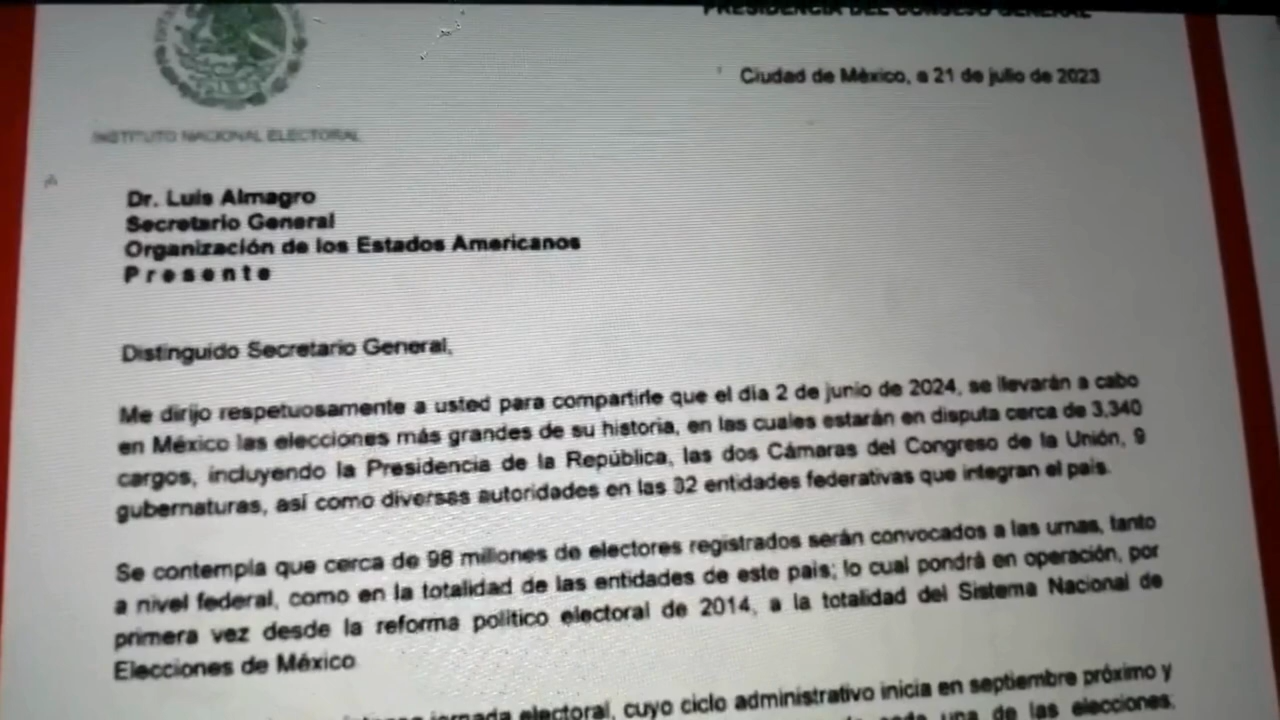 PRESIDENCIA DEL CONSEJO GENERAL
Ciudad de México, a 21 de julio de 2023
INSTITUTO NACIONAL ELECTORAL
Dr. Luis Almagro
Secretario General
Organización de los Estados Americanos
Presente
Distinguido Secretario General,
Me dirijo respetuosamente a usted para compartirle que el día 2 de junio de 2024, se llevarán a cabo
en México las elecciones más grandes de su historia, en las cuales estarán en disputa cerca de 3,340
cargos, incluyendo la Presidencia de la República, las dos Cámaras del Congreso de la Unión, 9
gubernaturas, así como diversas autoridades en las 32 entidades federativas que integran el país.
Se contempla que cerca de 98 millones de electores registrados serán convocados a las urnas, tanto
a nivel federal, como en la totalidad de las entidades de este país; lo cual pondrá en operación, por
primera vez desde la reforma político electoral de 2014, a la totalidad del Sistema Nacional de
Elecciones de México
jornada electoral, cuyo ciclo administrativo inicia en septiembre próximo y
cada una de las elecciones;